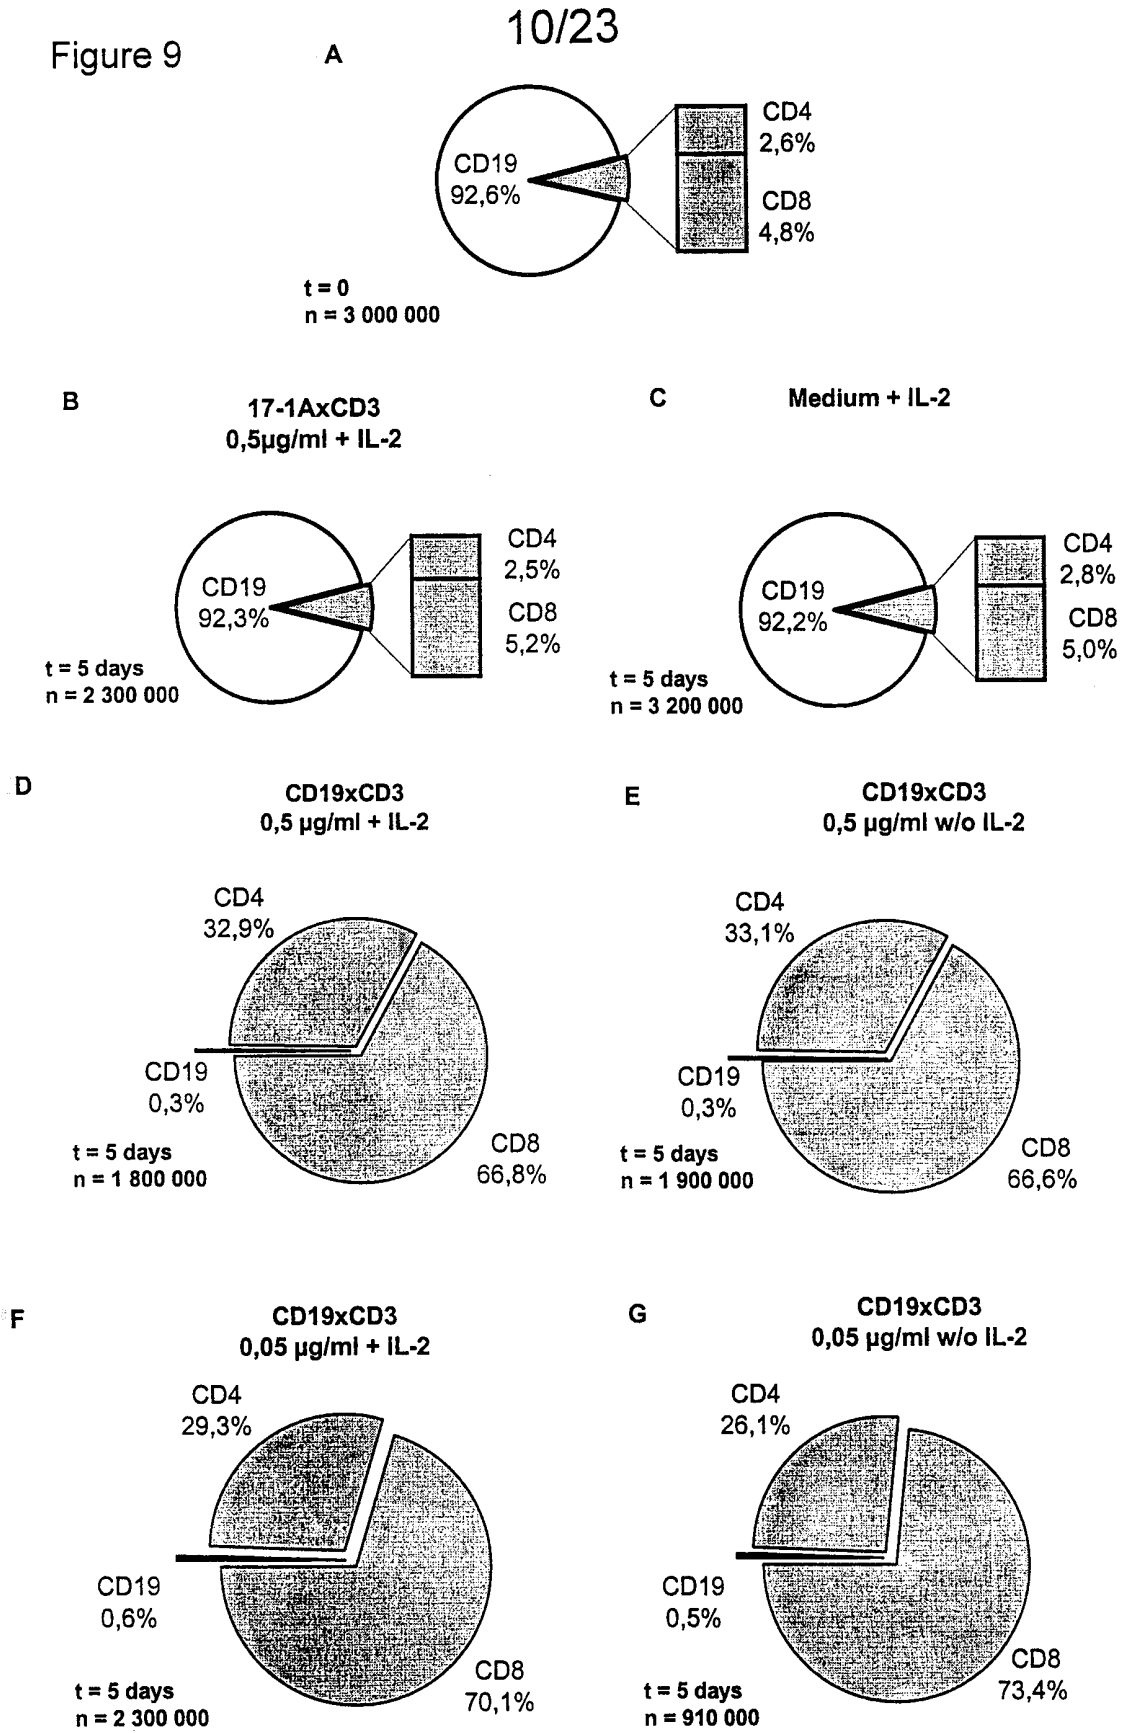 10/23
Figure 9
A
CD19
92,6%
CD4
2,6%
CD8
4,8%
t = 0
n = 3 000 000
B
17-1AxCD3
0,5µg/ml + IL-2
CD19
92,3%
CD4
2,5%
CD8
5,2%
t = 5 days
n = 2 300 000
C
Medium + IL-2
CD19
92,2%
CD4
2,8%
CD8
5,0%
t = 5 days
n = 3 200 000
D
CD19xCD3
0,5 µg/ml + IL-2
CD4
32,9%
CD19
0,3%
CD8
66,8%
t = 5 days
n = 1 800 000
E
CD19xCD3
0,5 µg/ml w/o IL-2
CD4
33,1%
CD19
0,3%
CD8
66,6%
t = 5 days
n = 1 900 000
F
CD19xCD3
0,05 µg/ml + IL-2
CD4
29,3%
CD19
0,6%
CD8
70,1%
t = 5 days
n = 2 300 000
G
CD19xCD3
0,05 µg/ml w/o IL-2
CD4
26,1%
CD19
0,5%
CD8
73,4%
t = 5 days
n = 910 000